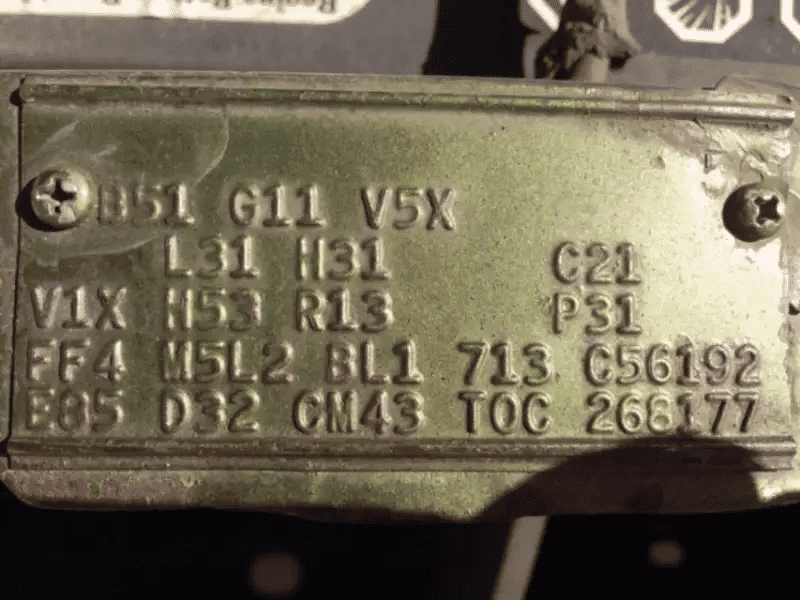 B51 G11 V5X
L31 H31 C21
V1X H53 R13 P31
FF4 M5L2 BL1 713 C56192
E85 D32 CM43 T0C 268177